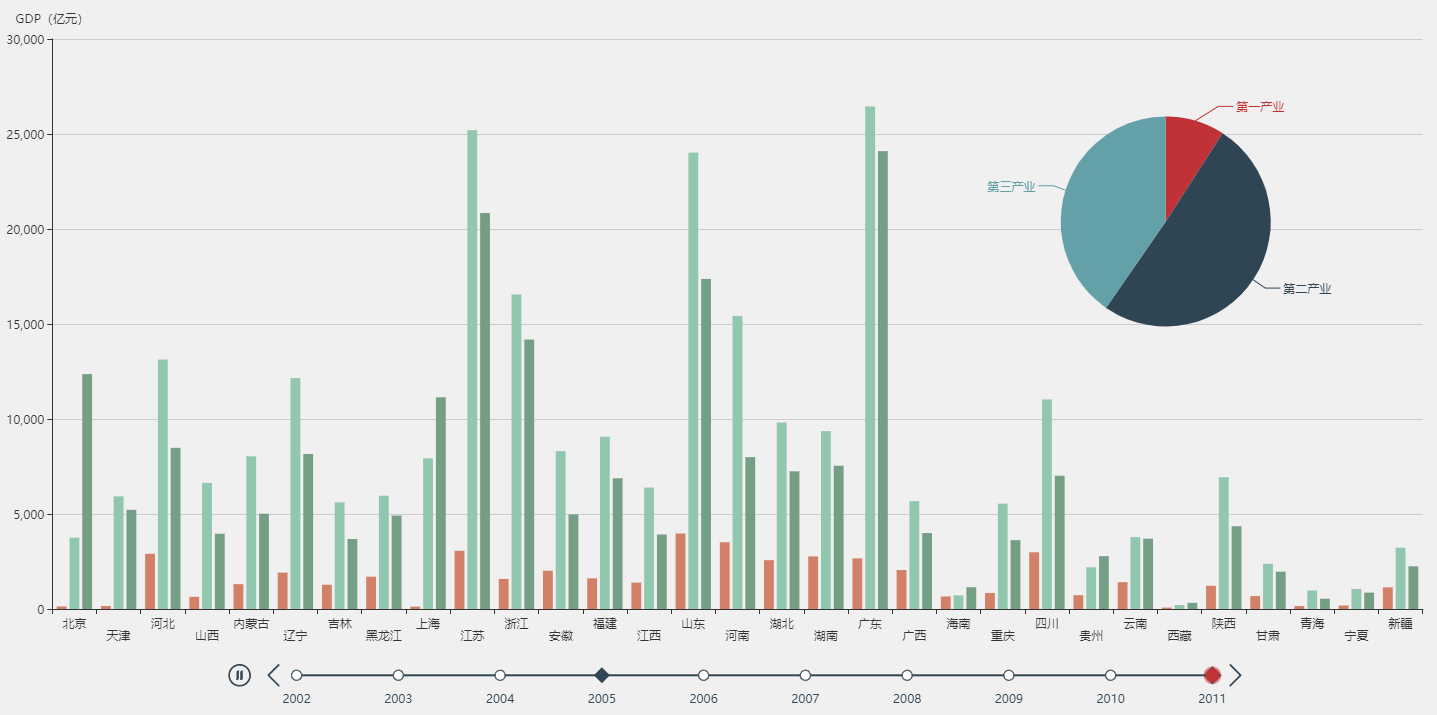 GDP（亿元）
30,000
25,000
20,000
15,000
10,000
5,000
0
第一产业
第三产业
第二产业
北京
天津
河北
山西
内蒙古
辽宁
吉林
黑龙江
上海
江苏
浙江
安徽
福建
江西
山东
河南
湖北
湖南
广东
广西
海南
重庆
四川
贵州
云南
西藏
陕西
甘肃
青海
宁夏
新疆
2002
2003
2004
2005
2006
2007
2008
2009
2010
2011